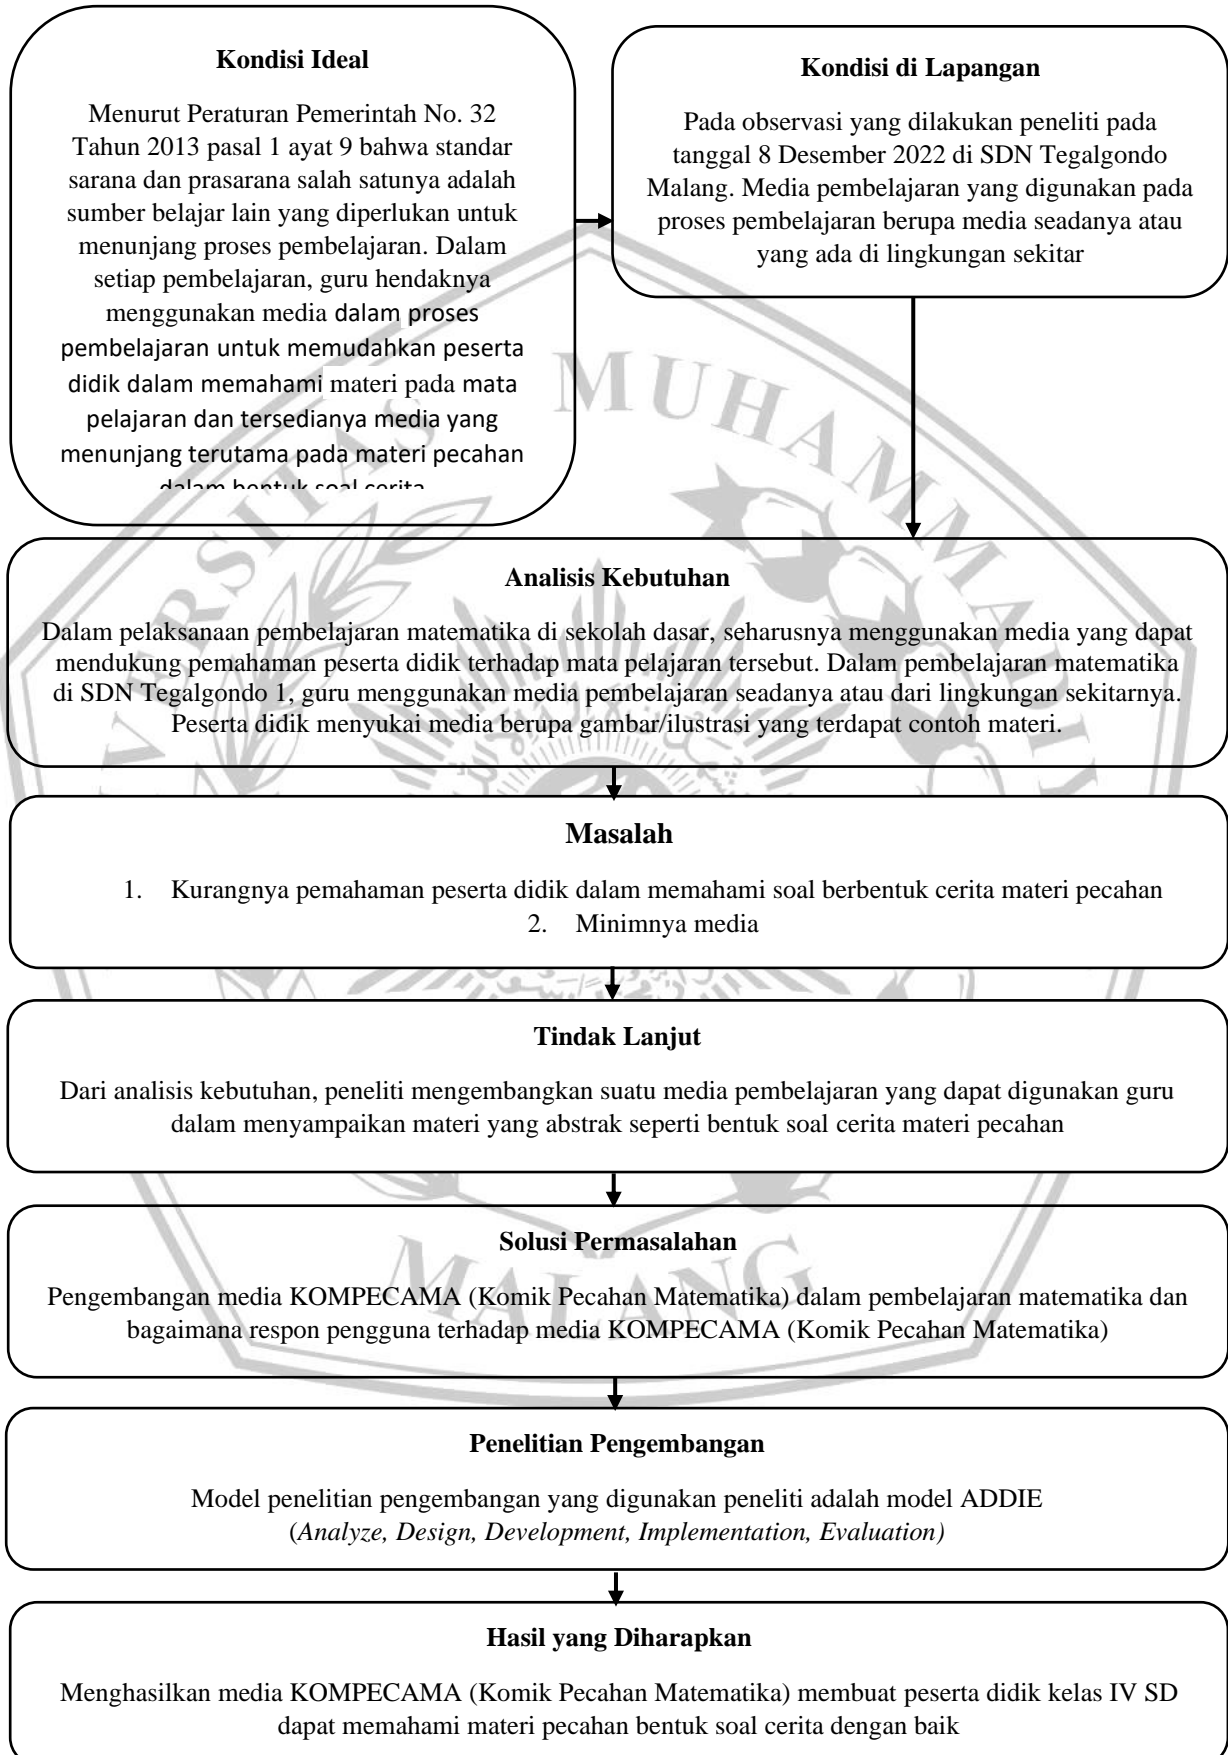 Kondisi Ideal
Menurut Peraturan Pemerintah No. 32
Tahun 2013 pasal 1 ayat 9 bahwa standar
sarana dan prasarana salah satunya adalah
sumber belajar lain yang diperlukan untuk
menunjang proses pembelajaran. Dalam
setiap pembelajaran, guru hendaknya
menggunakan media dalam proses
pembelajaran untuk memudahkan peserta
didik dalam memahami materi pada mata
pelajaran dan tersedianya media yang
menunjang terutama pada materi pecahan
dalam bentuk soal cerita
Kondisi di Lapangan
Pada observasi yang dilakukan peneliti pada
tanggal 8 Desember 2022 di SDN Tegalgondo
Malang. Media pembelajaran yang digunakan pada
proses pembelajaran berupa media seadanya atau
yang ada di lingkungan sekitar
MUHAMMADIY
VERSITAS
Analisis Kebutuhan
Dalam pelaksanaan pembelajaran matematika di sekolah dasar, seharusnya menggunakan media yang dapat
mendukung pemahaman peserta didik terhadap mata pelajaran tersebut. Dalam pembelajaran matematika
di SDN Tegalgondo 1, guru menggunakan media pembelajaran seadanya atau dari lingkungan sekitarnya.
Peserta didik menyukai media berupa gambar/ilustrasi yang terdapat contoh materi.
Masalah
1. Kurangnya pemahaman peserta didik dalam memahami soal berbentuk cerita materi pecahan
2. Minimnya media
Tindak Lanjut
Dari analisis kebutuhan, peneliti mengembangkan suatu media pembelajaran yang dapat digunakan guru
dalam menyampaikan materi yang abstrak seperti bentuk soal cerita materi pecahan
Solusi Permasalahan
Pengembangan media KOMPECAMA (Komik Pecahan Matematika) dalam pembelajaran matematika dan
bagaimana respon pengguna terhadap media KOMPECAMA (Komik Pecahan Matematika)
MALANG
Penelitian Pengembangan
Model penelitian pengembangan yang digunakan peneliti adalah model ADDIE
(Analyze, Design, Development, Implementation, Evaluation)
Hasil yang Diharapkan
Menghasilkan media KOMPECAMA (Komik Pecahan Matematika) membuat peserta didik kelas IV SD
dapat memahami materi pecahan bentuk soal cerita dengan baik